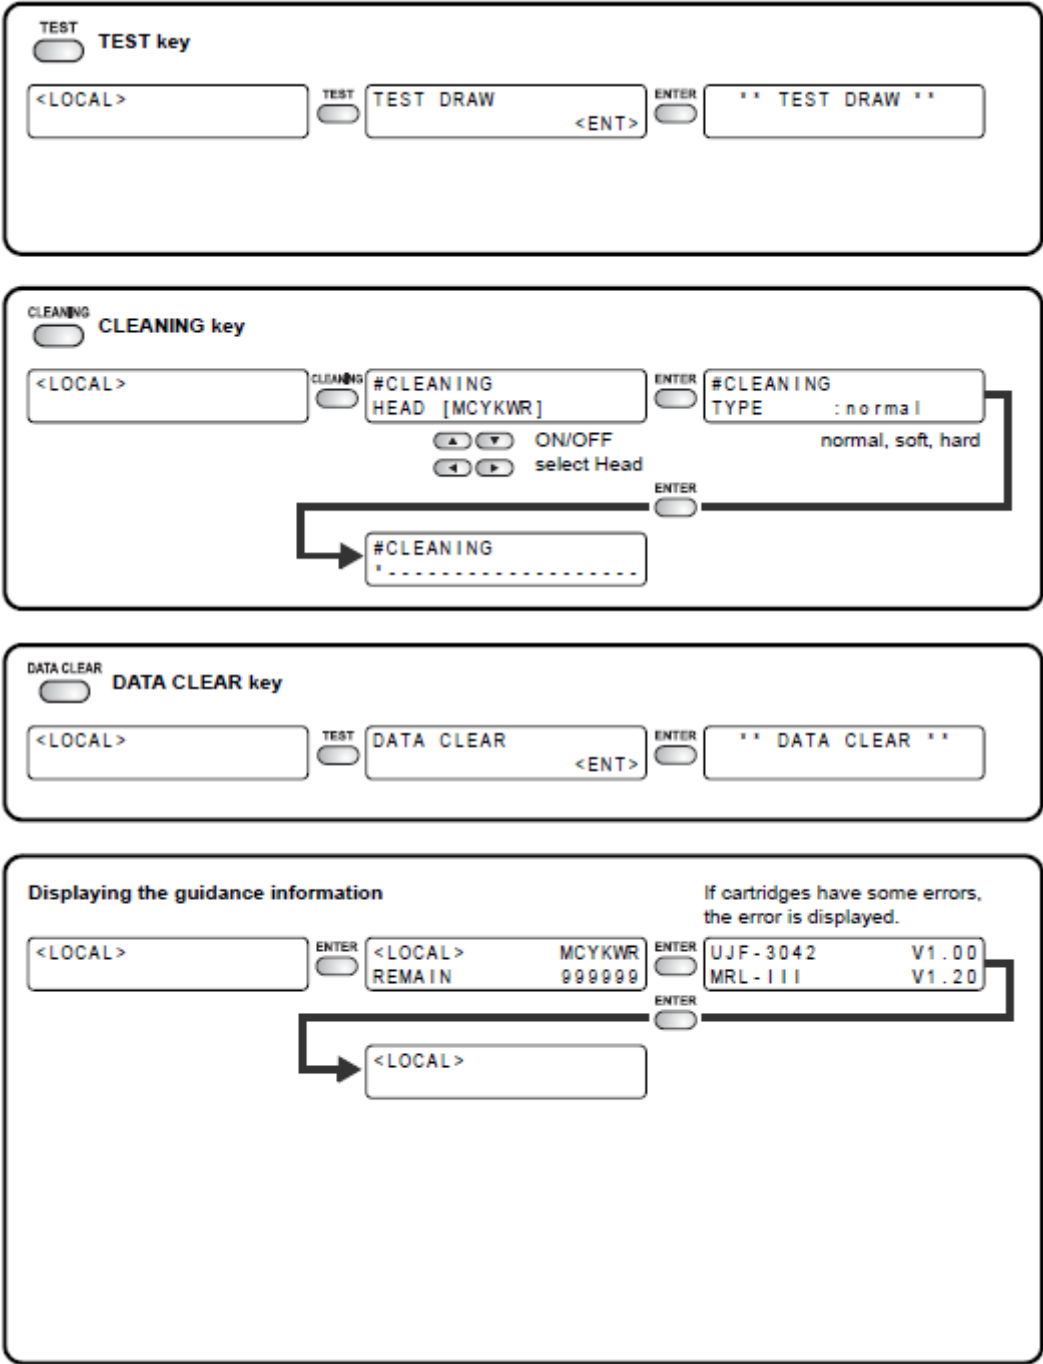 TEST
TEST key
<LOCAL>
TEST
TEST DRAW
<ENT>
ENTER
** TEST DRAW **
CLEANING
CLEANING key
<LOCAL>
CLEANING
#CLEANING
HEAD [MCYKWR]
ENTER
#CLEANING
TYPE :normal
ON/OFF
select Head
normal, soft, hard
ENTER
#CLEANING
*-------------------
DATA CLEAR
DATA CLEAR key
<LOCAL>
TEST
DATA CLEAR
<ENT>
ENTER
** DATA CLEAR **
Displaying the guidance information
If cartridges have some errors,
the error is displayed.
<LOCAL>
ENTER
<LOCAL> MCYKWR
REMAIN 999999
ENTER
UJF-3042 V1.00
MRL-III V1.20
ENTER
<LOCAL>